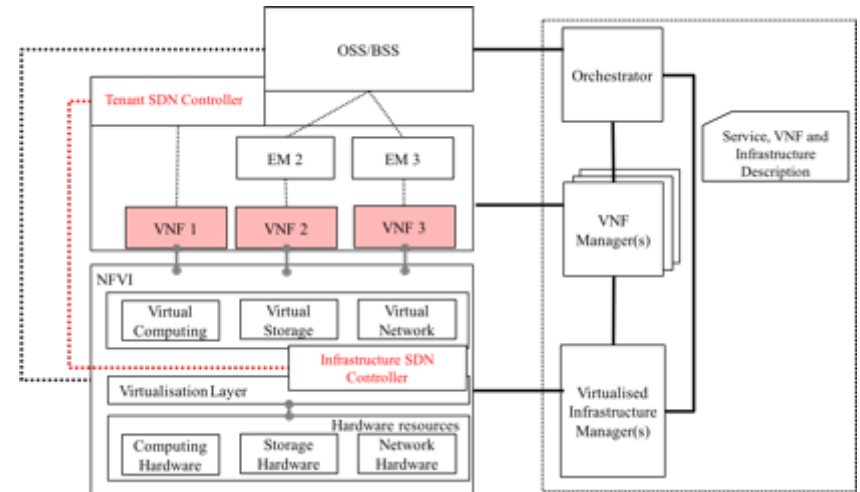 OSS/BSS
Orchestrator
Tenant SDN Controller
Service, VNF and
Infrastructure
Description
EM 2
EM 3
VNF 1
VNF 2
VNF 3
VNF
Manager(s)
NFVI
Virtual
Computing
Virtual
Storage
Virtual
Network
Infrastructure SDN
Controller
Virtualisation Layer
Virtualised
Infrastructure
Manager(s)
Hardware resources
Computing
Hardware
Storage
Hardware
Network
Hardware